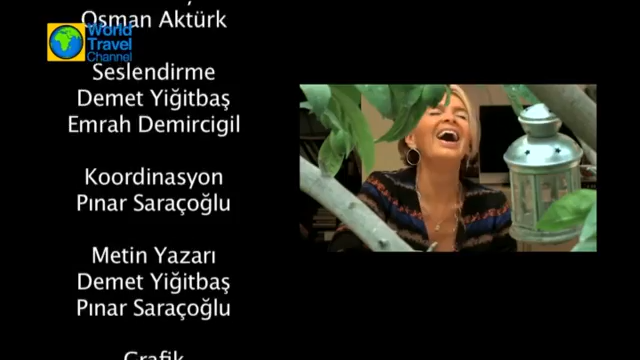 Osman Aktürk
World
Travel
Channel
Seslendirme
Demet Yiğitbaş
Emrah Demircigil
Koordinasyon
Pınar Saraçoğlu
Metin Yazarı
Demet Yiğitbaş
Pınar Saraçoğlu
Grafik